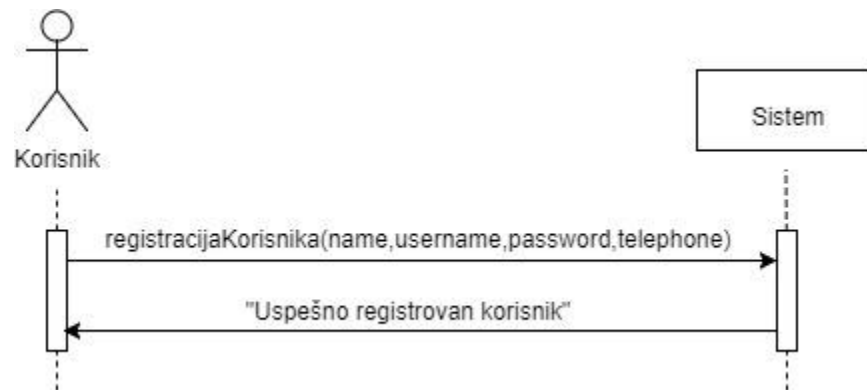 Korisnik
Sistem
registracijaKorisnika(name,username,password,telephone)
"Uspešno registrovan korisnik"